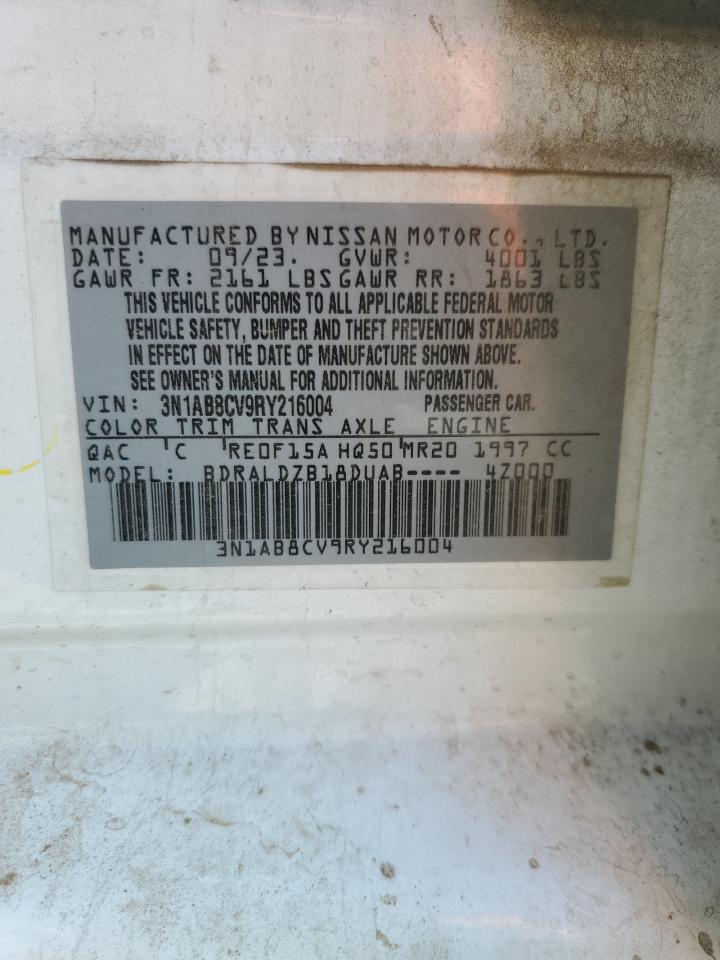 MANUFACTURED BY NISSAN MOTOR CO., LTD.
DATE: 09/23. GVWR: 4001 LBS
GAWR FR: 2161 LBS GAWR RR: 1863 LBS
THIS VEHICLE CONFORMS TO ALL APPLICABLE FEDERAL MOTOR
VEHICLE SAFETY, BUMPER AND THEFT PREVENTION STANDARDS
IN EFFECT ON THE DATE OF MANUFACTURE SHOWN ABOVE.
SEE OWNER'S MANUAL FOR ADDITIONAL INFORMATION.
VIN: 3N1AB8CV9RY216004 PASSENGER CAR.
COLOR TRIM TRANS AXLE ENGINE
QAC 'C 'RE0F15A HQ50'MR20 1997 CC
MODEL: BDRALDZB18DUAB---- 4Z000
3N1AB8CV9RY216004